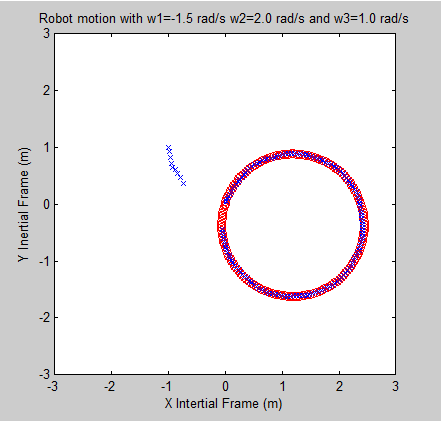 Robot motion with w1=-1.5 rad/s w2=2.0 rad/s and w3=1.0 rad/s
3
2
1
0
-1
-2
-3
Y Inertial Frame (m)
-3 -2 -1 0 1 2 3
X Intertial Frame (m)